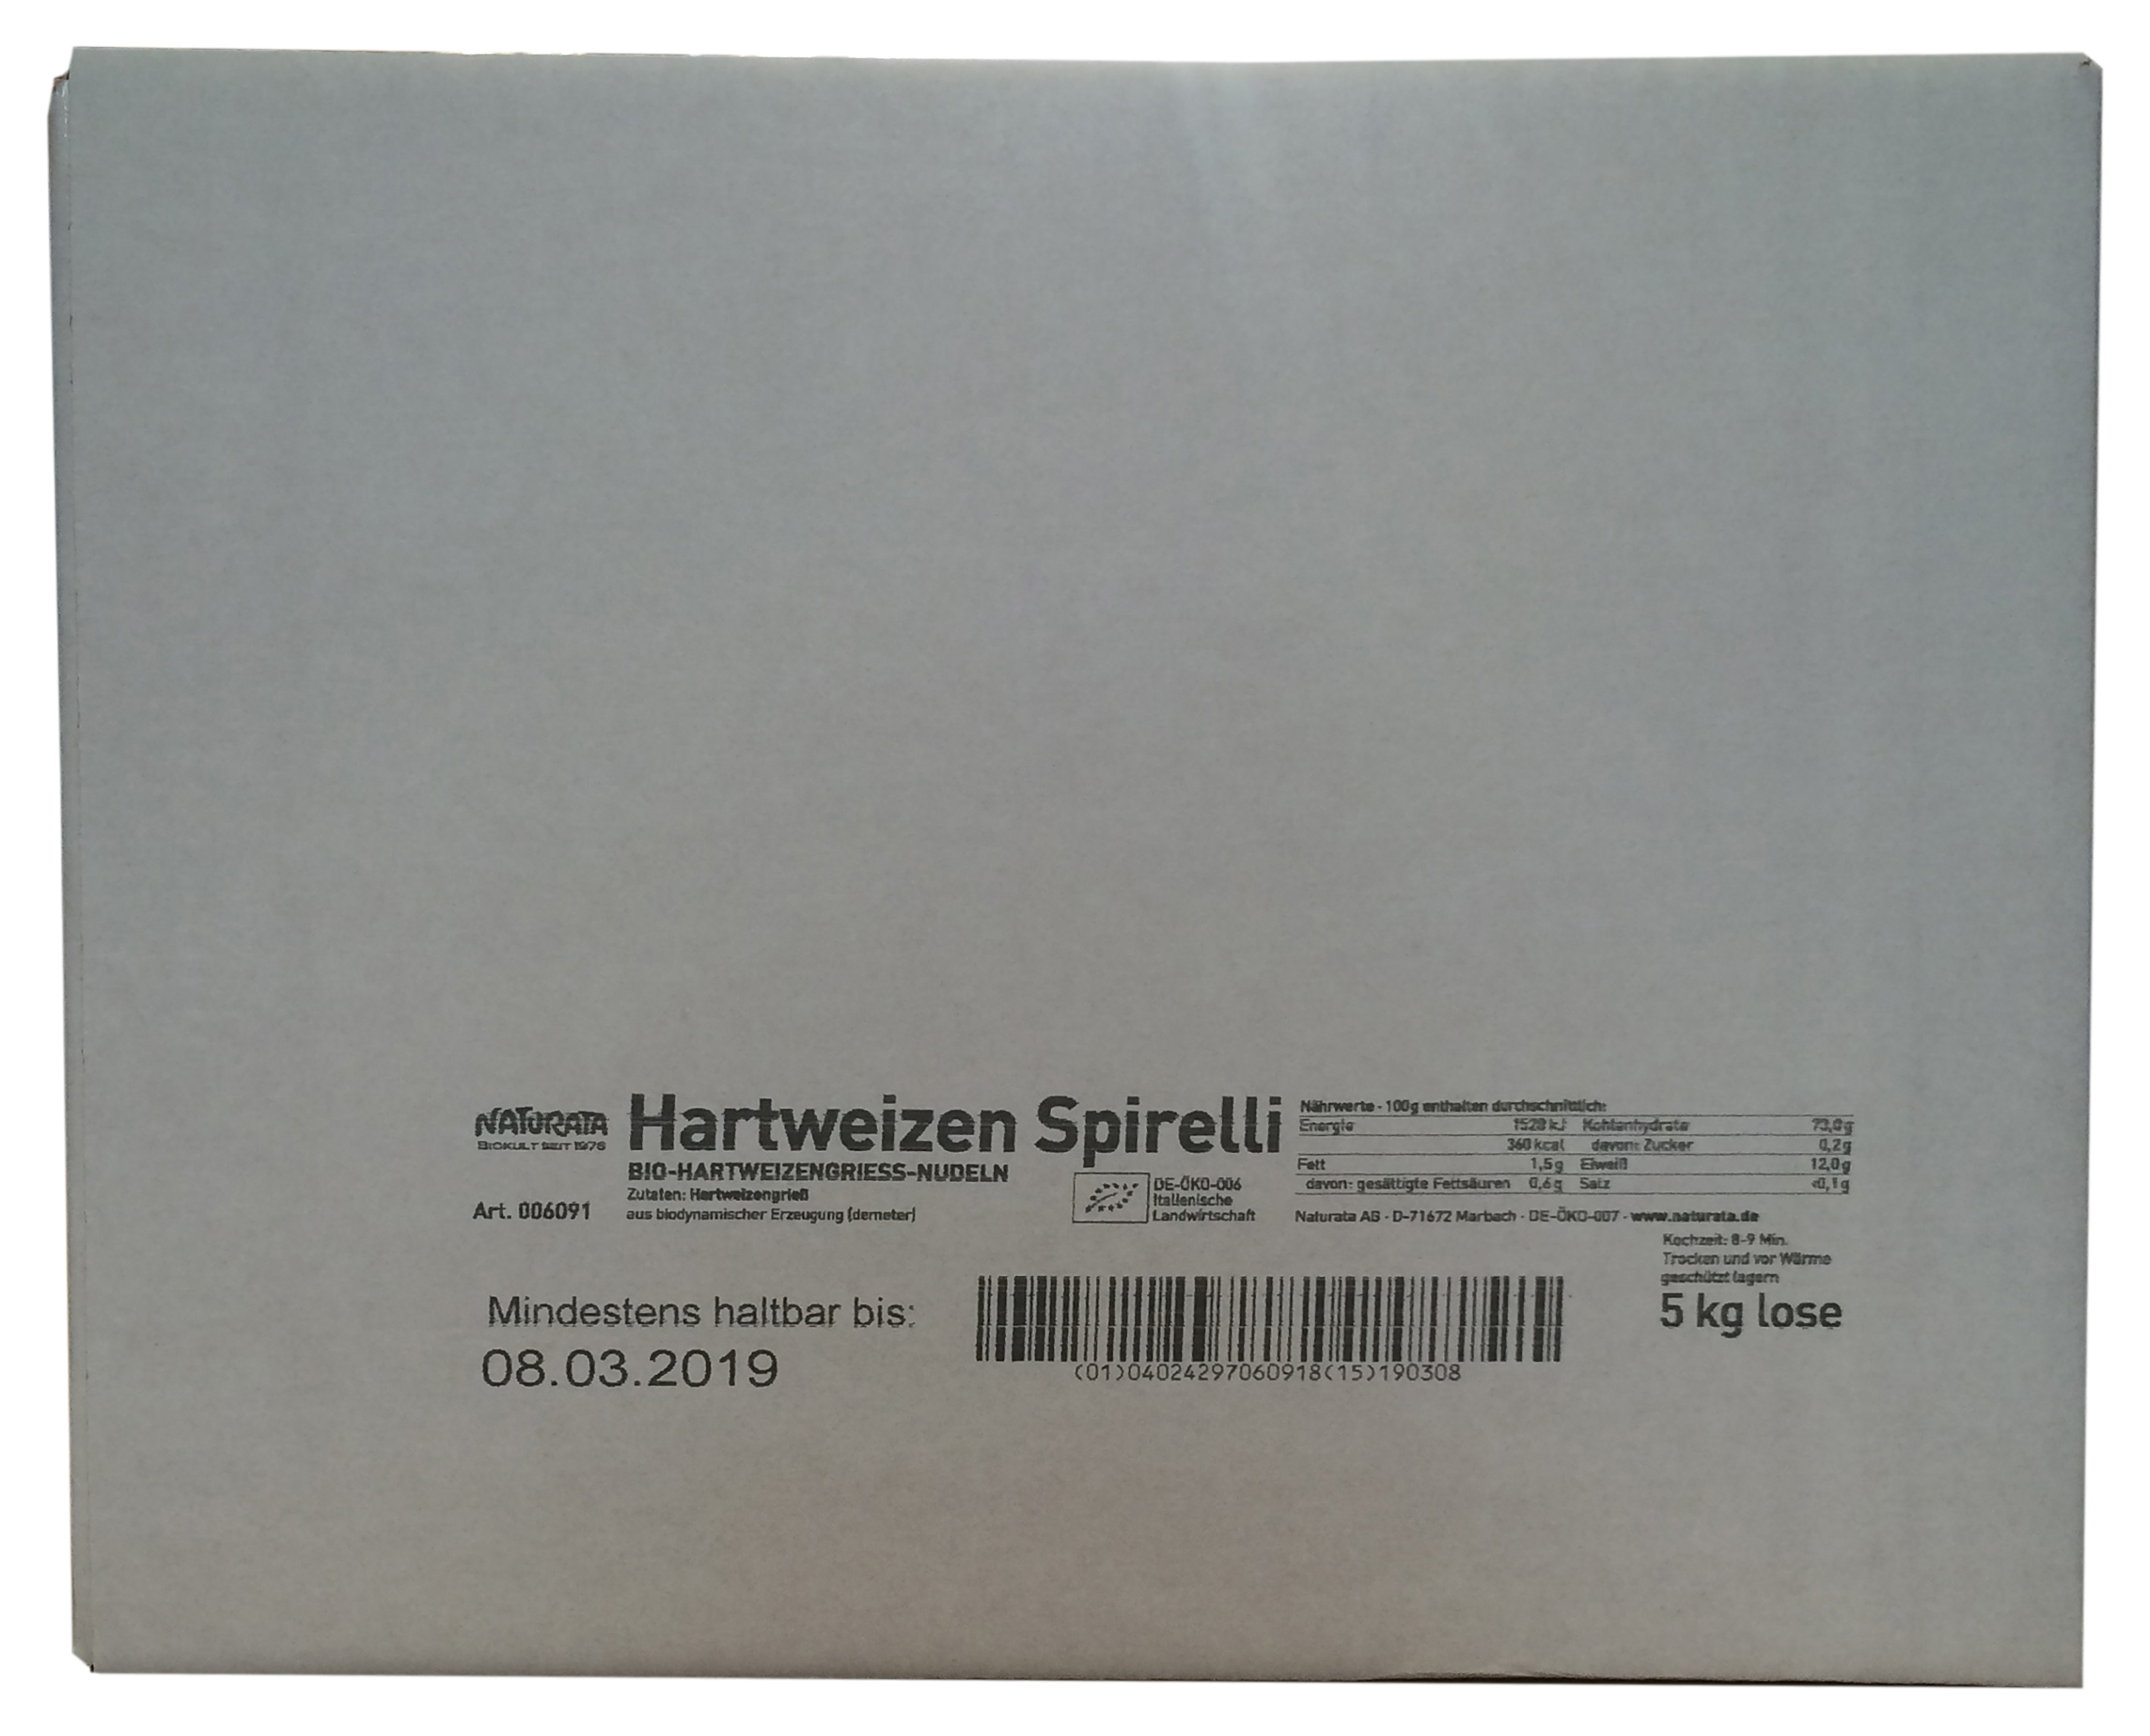 NATURATA
BIOKULT SEIT 1976
Hartweizen Spirelli
BIO-HARTWEIZENGRIESS-NUDELN
Zutaten: Hartweizengrieß
aus biodynamischer Erzeugung (demeter)
Art. 006091
DE-ÖKO-006
Italienische
Landwirtschaft
Nährwerte - 100g enthalten durchschnittlich:
Energie 1528 kJ Kohlenhydrate 73,0g
360 kcal davon: Zucker 0,2g
Fett 1,5g Eiweiß 12,0g
davon: gesättigte Fettsäuren 0,6g Salz <0,1g
Naturata AG - D-71672 Marbach - DE-ÖKO-007 - www.naturata.de
Kochzeit: 8-9 Min.
Trocken und vor Wärme
geschützt lagern
5 kg lose
Mindestens haltbar bis:
08.03.2019
(01)04024297060918(15)190308